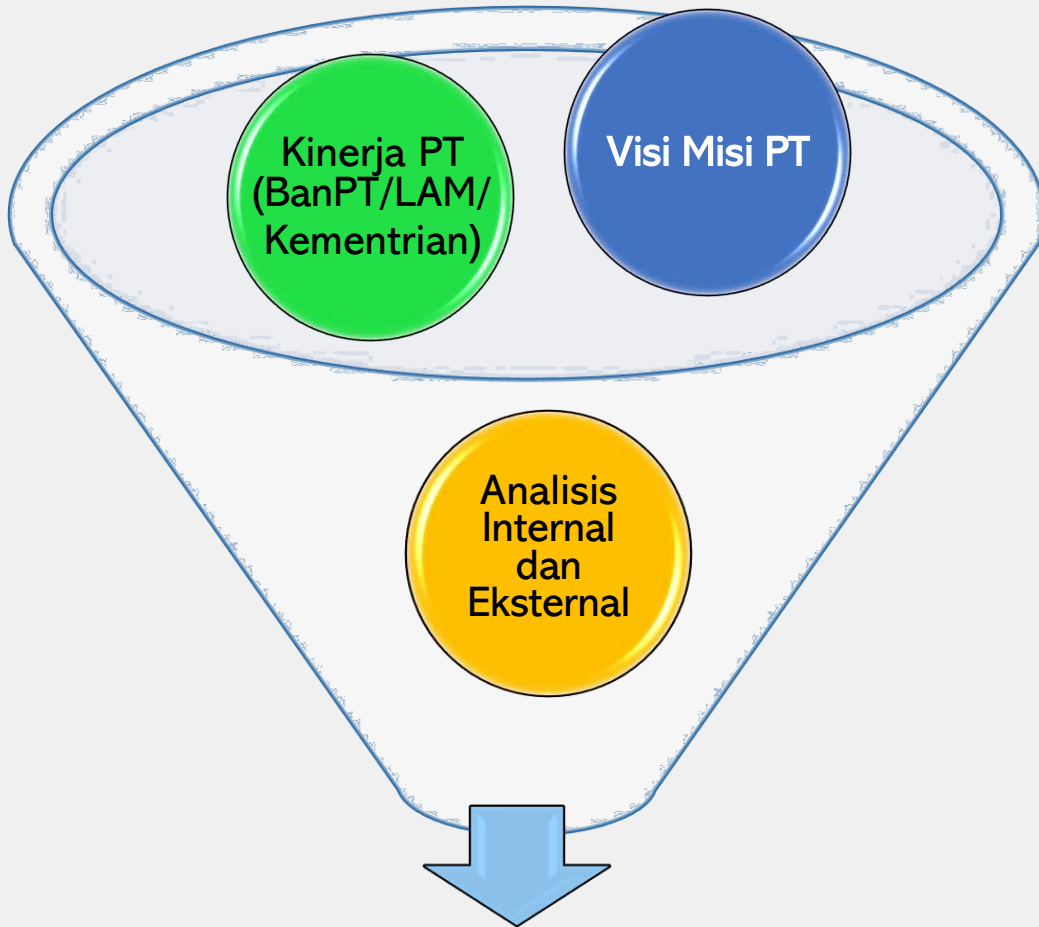 Kinerja PT
(BanPT/LAM/
Kementrian)
Visi Misi PT
Analisis
Internal
dan
Eksternal